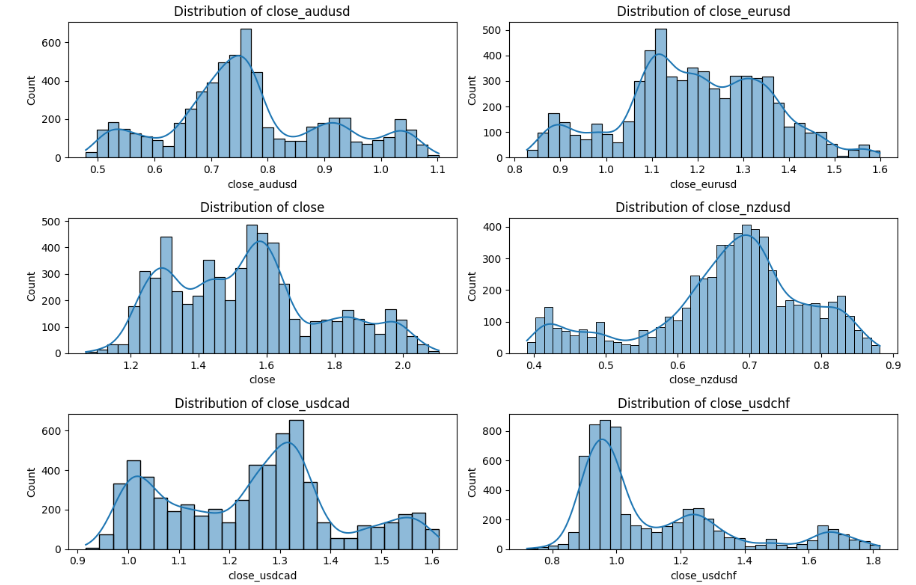 Distribution of close_audusd
Count
600
400
200
0
0.5 0.6 0.7 0.8 0.9 1.0 1.1
close_audusd
Distribution of close_eurusd
Count
500
400
300
200
100
0
0.8 0.9 1.0 1.1 1.2 1.3 1.4 1.5 1.6
close_eurusd
Distribution of close
Count
500
400
300
200
100
0
1.2 1.4 1.6 1.8 2.0
close
Distribution of close_nzdusd
Count
400
300
200
100
0
0.4 0.5 0.6 0.7 0.8 0.9
close_nzdusd
Distribution of close_usdcad
Count
600
400
200
0
0.9 1.0 1.1 1.2 1.3 1.4 1.5 1.6
close_usdcad
Distribution of close_usdchf
Count
800
600
400
200
0
0.8 1.0 1.2 1.4 1.6 1.8
close_usdchf